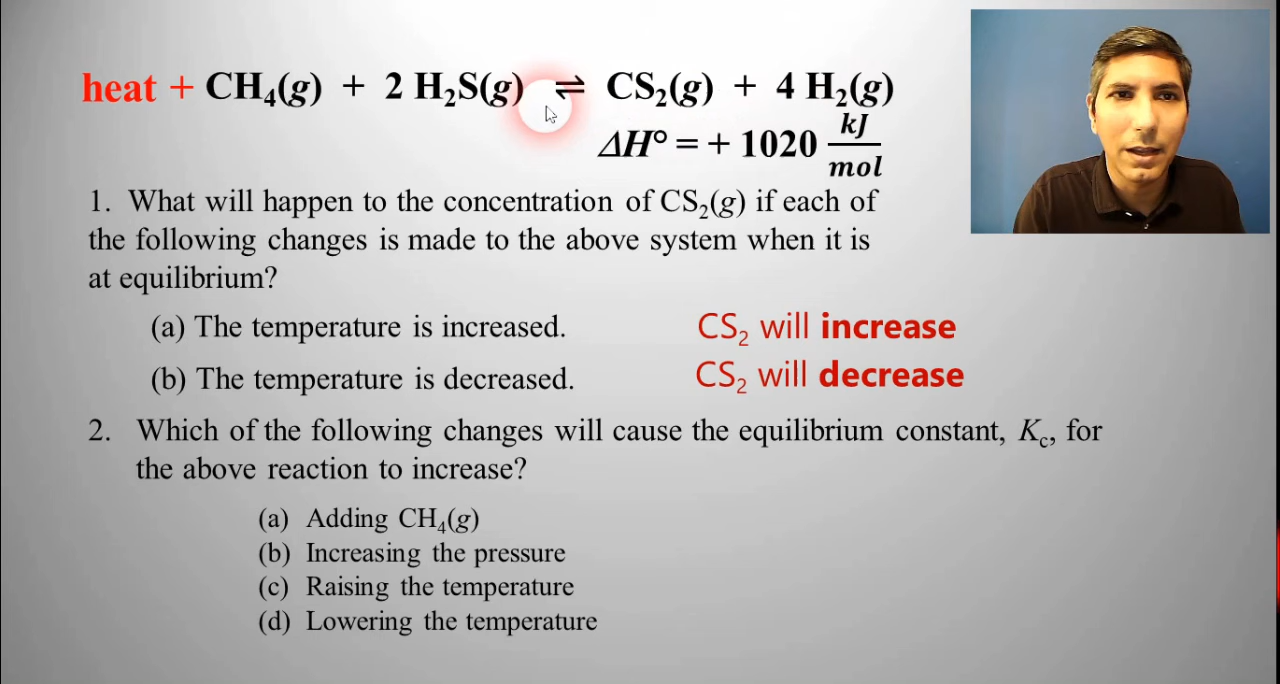 heat + CH₄(g) + 2 H₂S(g) ⇌ CS₂(g) + 4 H₂(g)
ΔH° = + 1020 kJ/mol
1. What will happen to the concentration of CS₂(g) if each of
the following changes is made to the above system when it is
at equilibrium?
(a) The temperature is increased. CS₂ will increase
(b) The temperature is decreased. CS₂ will decrease
2. Which of the following changes will cause the equilibrium constant, K꜀, for
the above reaction to increase?
(a) Adding CH₄(g)
(b) Increasing the pressure
(c) Raising the temperature
(d) Lowering the temperature